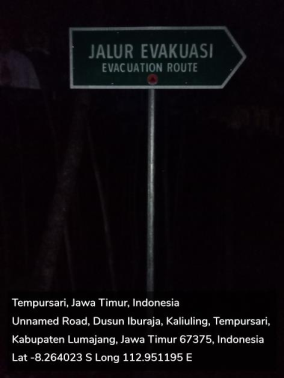 JALUR EVAKUASI
EVACUATION ROUTE
Tempursari, Jawa Timur, Indonesia
Unnamed Road, Dusun Iburaja, Kaliuling, Tempursari,
Kabupaten Lumajang, Jawa Timur 67375, Indonesia
Lat -8.264023 S Long 112.951195 E